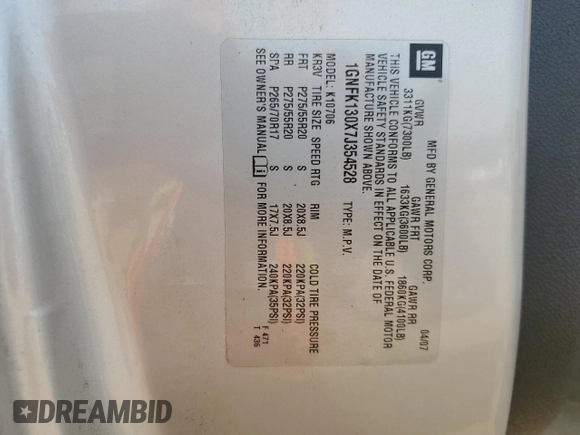 GM
MFD BY GENERAL MOTORS CORP. 04/07
GVWR GAWR FRT GAWR RR
3311KG(7300LB) 1633KG(3600LB) 1860KG(4100LB)
THIS VEHICLE CONFORMS TO ALL APPLICABLE U.S. FEDERAL MOTOR
VEHICLE SAFETY STANDARDS IN EFFECT ON THE DATE OF
MANUFACTURE SHOWN ABOVE.
1GNFK130X7J354528 TYPE: M.P.V.
MODEL: K10706
KR3V TIRE SIZE SPEED RTG RIM COLD TIRE PRESSURE
FRT P275/55R20 S 20X8.5J 220KPA(32PSI)
RR P275/55R20 S 20X8.5J 220KPA(32PSI)
SPA P265/70R17 S 17X7.5J 240KPA(35PSI)
SEE OWNER'S MANUAL i FOR MORE INFORMATION.
F 471
T 436
DREAMBID